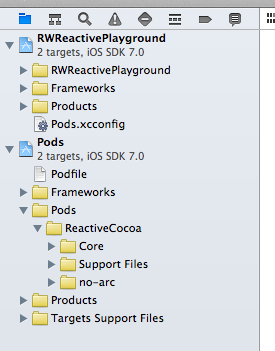 RWReactivePlayground
2 targets, iOS SDK 7.0
RWReactivePlayground
Frameworks
Products
Pods.xcconfig
Pods
2 targets, iOS SDK 7.0
Podfile
Frameworks
Pods
ReactiveCocoa
Core
Support Files
no-arc
Products
Targets Support Files